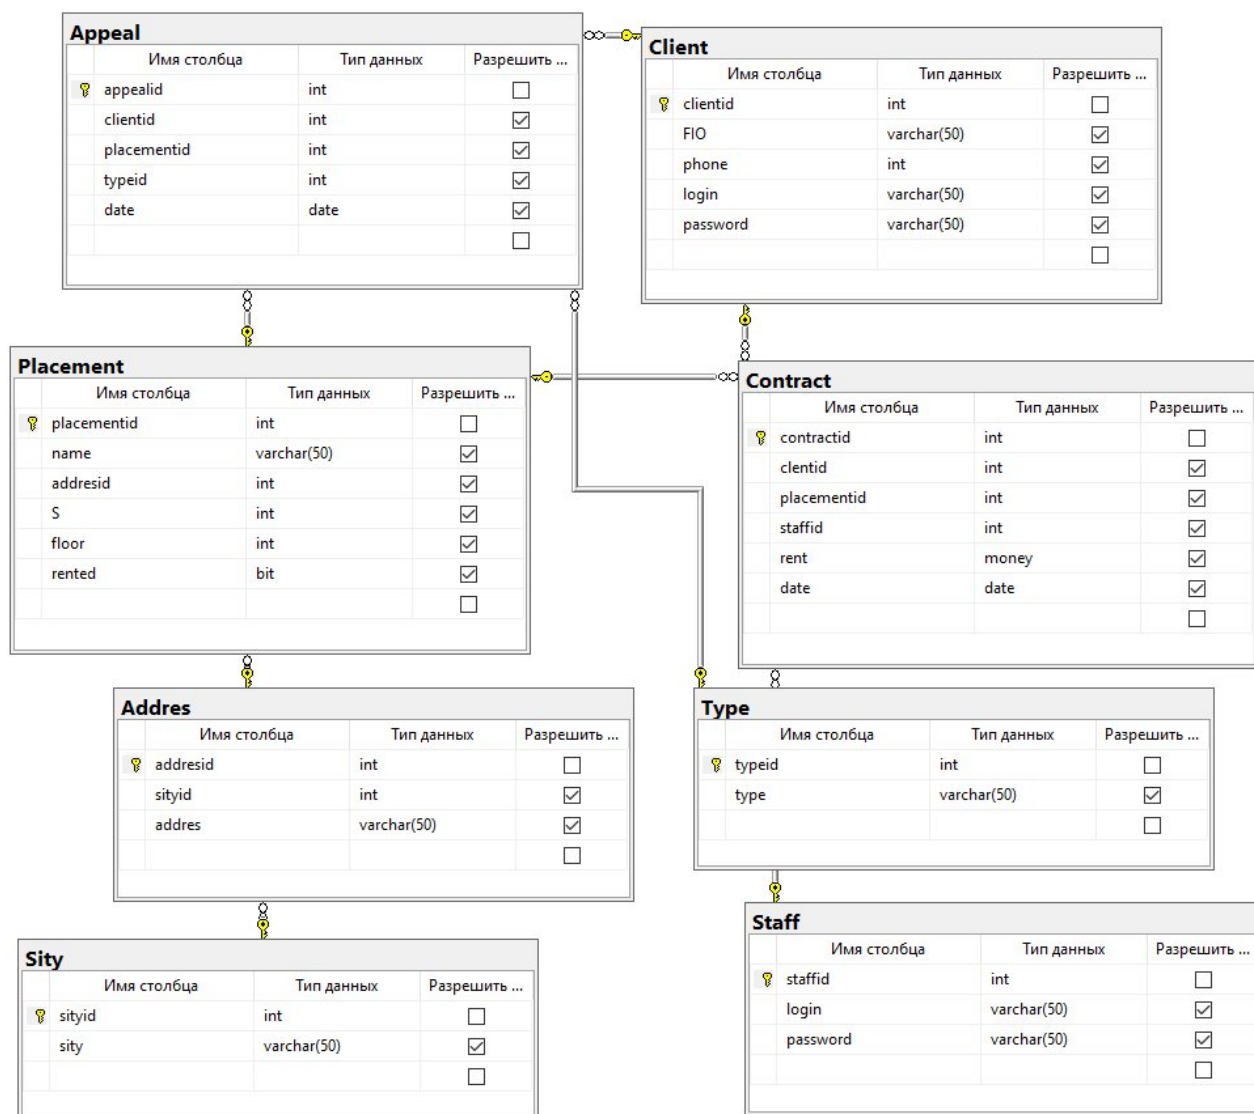 Appeal
Имя столбца Тип данных Разрешить ...
appealid int
clientid int
placementid int
typeid int
date date
Client
Имя столбца Тип данных Разрешить ...
clientid int
FIO varchar(50)
phone int
login varchar(50)
password varchar(50)
Placement
Имя столбца Тип данных Разрешить ...
placementid int
name varchar(50)
addresid int
S int
floor int
rented bit
Contract
Имя столбца Тип данных Разрешить ...
contractid int
clentid int
placementid int
staffid int
rent money
date date
Addres
Имя столбца Тип данных Разрешить ...
addresid int
sityid int
addres varchar(50)
Type
Имя столбца Тип данных Разрешить ...
typeid int
type varchar(50)
Sity
Имя столбца Тип данных Разрешить ...
sityid int
sity varchar(50)
Staff
Имя столбца Тип данных Разрешить ...
staffid int
login varchar(50)
password varchar(50)